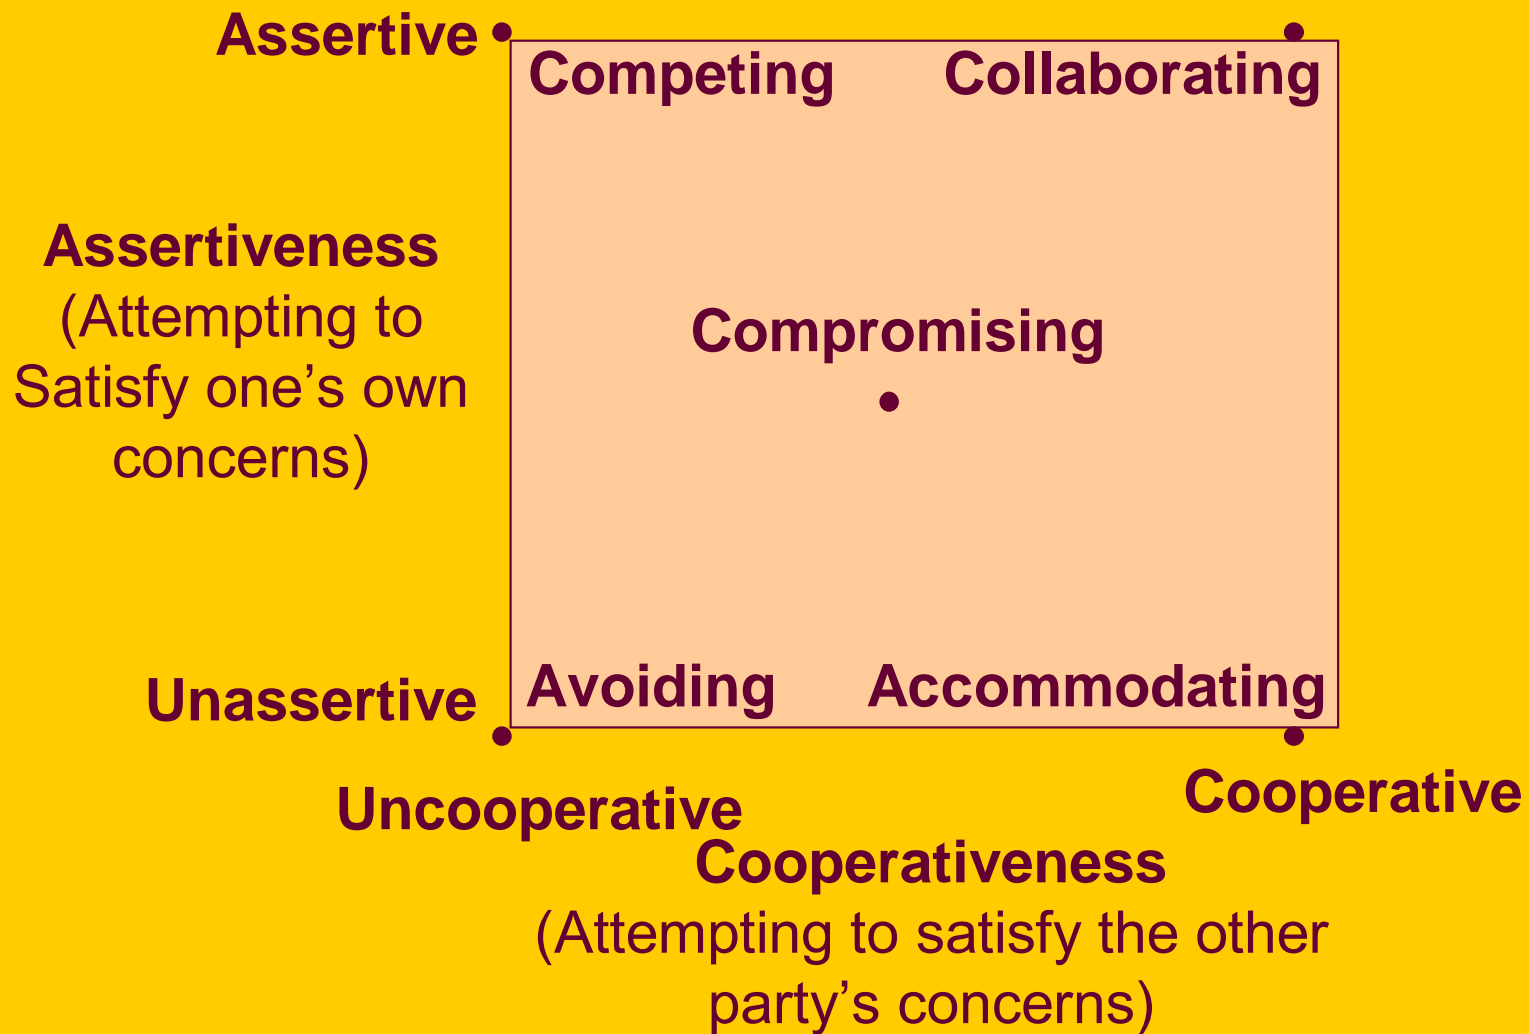 Assertive
Competing
Collaborating
Assertiveness
(Attempting to
Satisfy one’s own
concerns)
Compromising
Unassertive
Avoiding
Accommodating
Uncooperative
Cooperative
Cooperativeness
(Attempting to satisfy the other
party’s concerns)